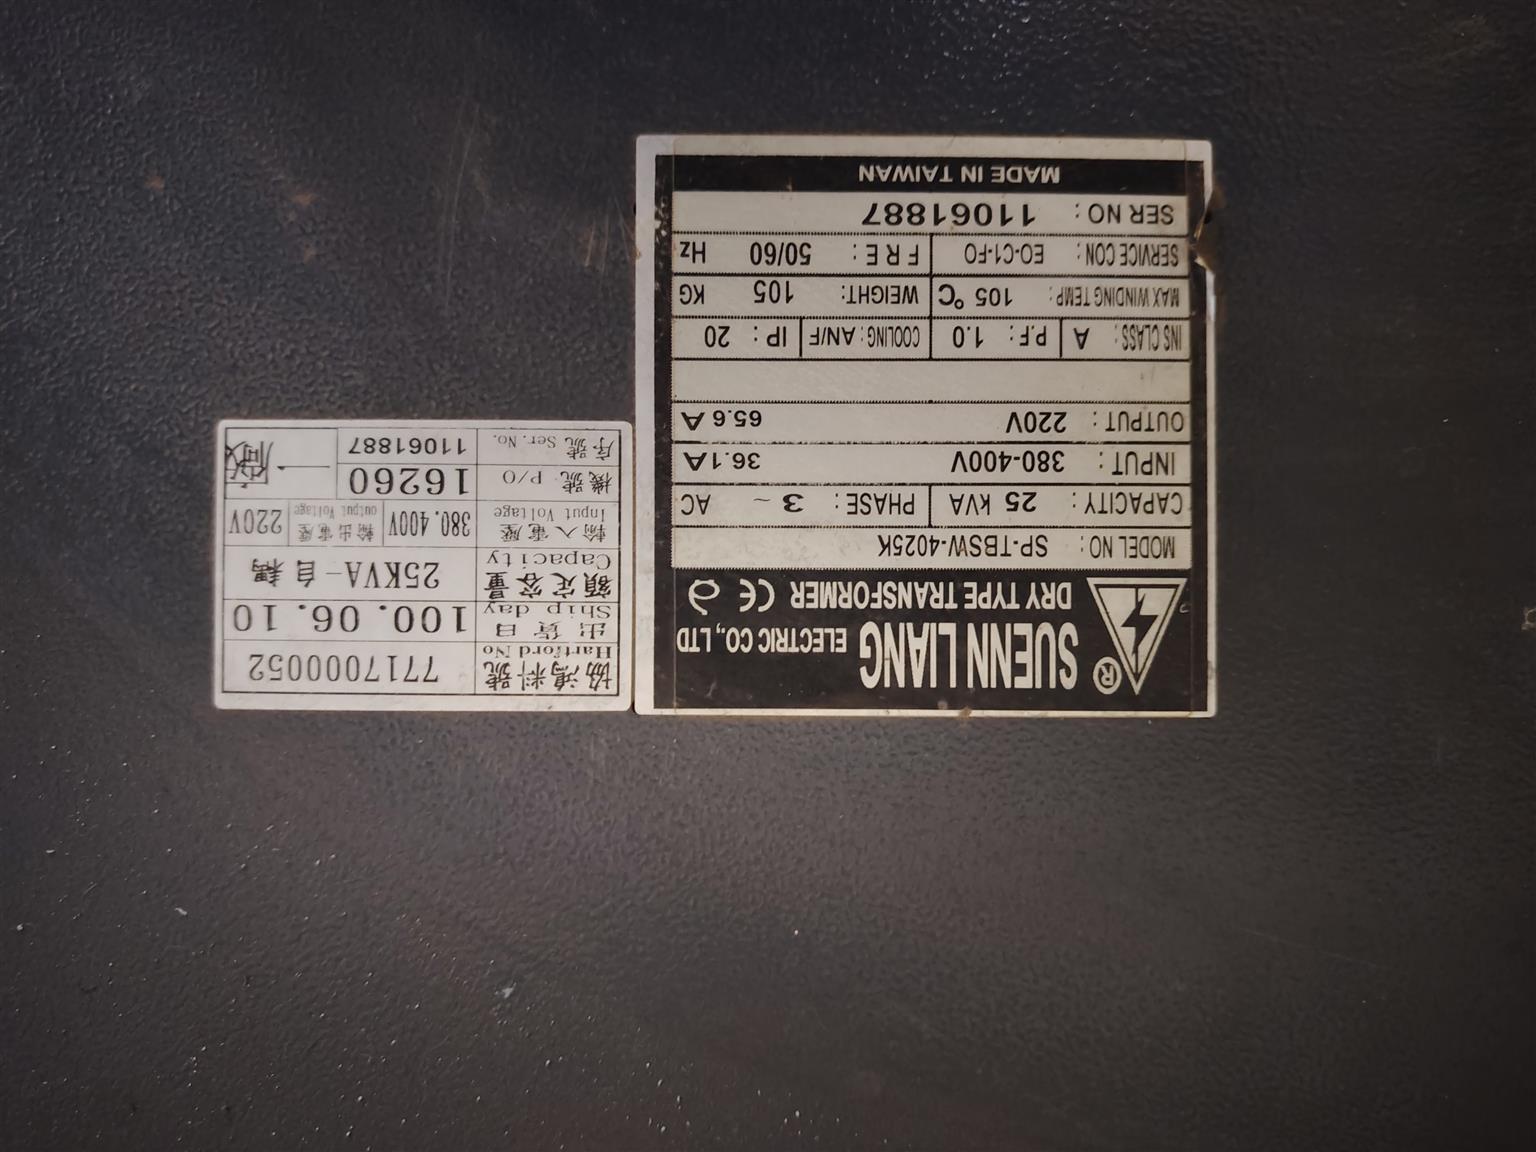 SUENN LIANG ELECTRIC CO., LTD
®
DRY TYPE TRANSFORMER CE
MODEL NO: SP-TBSW-4025K
CAPACITY: 25 KVA PHASE: 3 ~ AC
INPUT: 380-400V 36.1A
OUTPUT: 220V 65.6 A
INS CLASS: A P.F: 1.0 COOLING: AN/F IP: 20
MAX WINDING TEMP: 105 °C WEIGHT: 105 KG
SERVICE CON: EO-C1-FO FRE: 50/60 Hz
SER NO: 11061887
MADE IN TAIWAN
協鴻料號 7717000052
Hartford No
出貨日 100.06.10
Ship day
額定容量 25KVA-自耦
Capacity
輸入電壓 380.400V 輸出電壓 220V
Input Voltage output Voltage
機號 P/O 16260 一廠
序號 Ser.No. 11061887